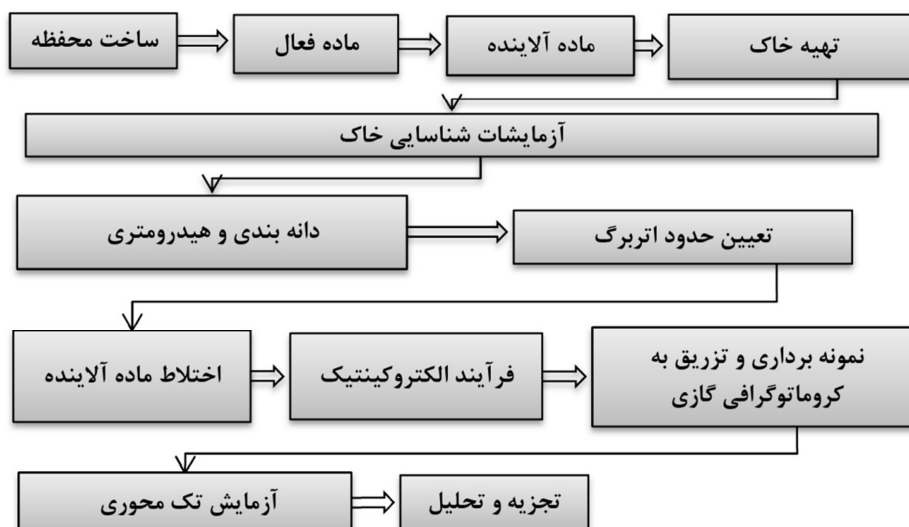 ساخت محفظه
ماده فعال
ماده آلاینده
تهیه خاک
آزمایشات شناسایی خاک
دانه بندی و هیدرومتری
تعیین حدود اتربرگ
اختلاط ماده آلاینده
فرآیند الکتروکینتیک
نمونه برداری و تزریق به
کروماتوگرافی گازی
آزمایش تک محوری
تجزیه و تحلیل